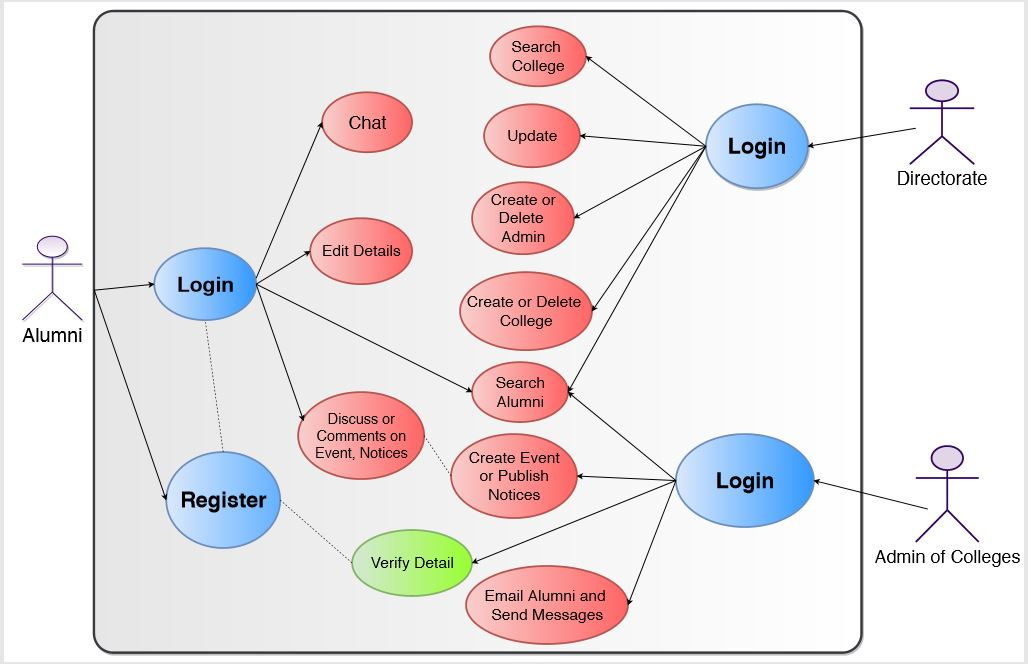 Search
College
Chat
Update
Login
Directorate
Create or
Delete
Admin
Edit Details
Login
Alumni
Create or Delete
College
Search
Alumni
Discuss or
Comments on
Event, Notices
Create Event
or Publish
Notices
Login
Register
Admin of Colleges
Verify Detail
Email Alumni and
Send Messages